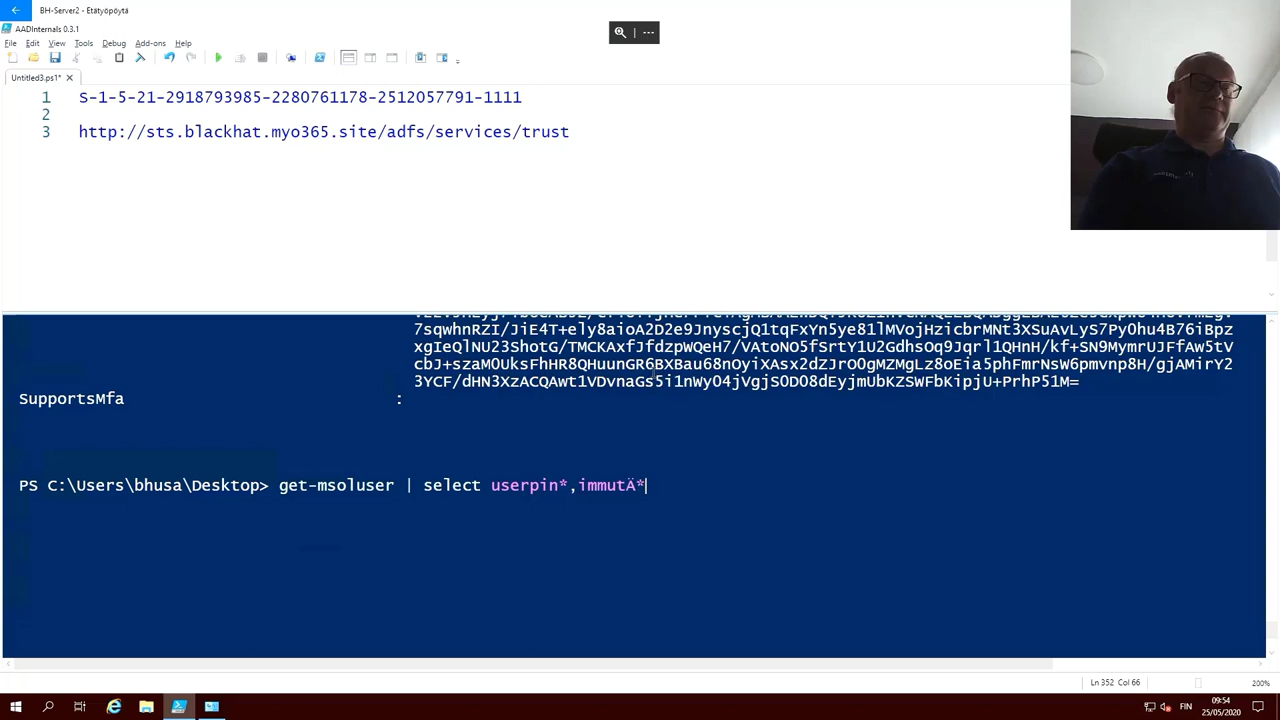 BH-Server2 - Etätyöpöytä
AADInternals 0.3.1
File Edit View Tools Debug Add-ons Help
Untitled3.ps1*
1 S-1-5-21-2918793985-2280761178-2512057791-1111
2
3 http://sts.blackhat.myo365.site/adfs/services/trust
7sqwhnRZI/JiE4T+ely8aioA2D2e9JnyscjQ1tqFxYn5ye81lMVojHzicbrMNt3XSuAvLyS7PyOhu4B76iBpz
xgIeQlNU23ShotG/TMCKAxfJfdzpWQeH7/VAtoNO5fSrtY1U2GdhsOq9Jqrl1QHnH/kf+SN9MymrUJFfAw5tV
cbJ+szaM0UksFhHR8QHuunGR6BXBau68nOyiXAsx2dZJrO0gMZMgLz8oEia5phFmrNsW6pmvnp8H/gjAMirY2
3YCF/dHN3XzACQAwt1VDvnaGs5i1nWyO4jVgjSOD08dEyjmUbKZSWFbKipjU+PrhP51M=
SupportsMfa :
PS C:\Users\bhusa\Desktop> get-msoluser | select userpin*,immutÄ*
Ln 352 Col 66
200%
FIN
09:54
25/05/2020